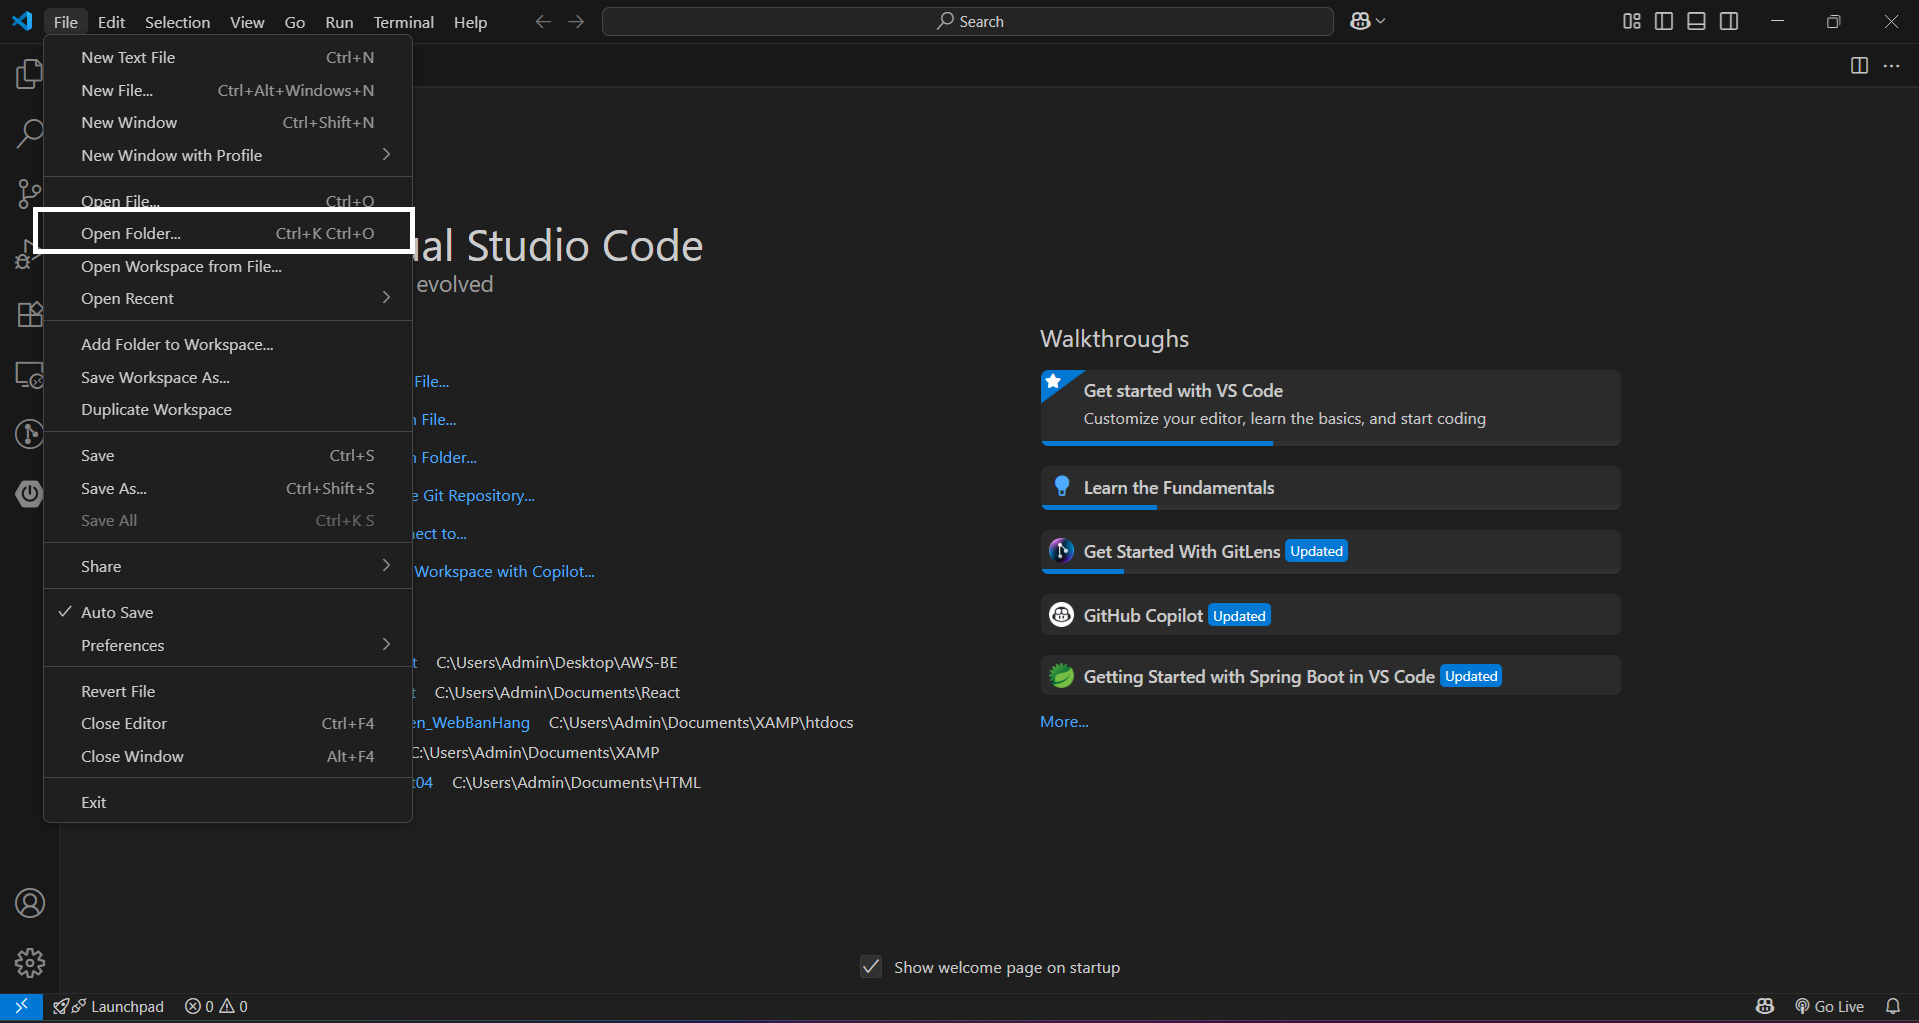 File Edit Selection View Go Run Terminal Help Search
New Text File Ctrl+N
New File... Ctrl+Alt+Windows+N
New Window Ctrl+Shift+N
New Window with Profile
Open File... Ctrl+O
Open Folder... Ctrl+K Ctrl+O
Open Workspace from File...
Open Recent
Add Folder to Workspace...
Save Workspace As...
Duplicate Workspace
Save Ctrl+S
Save As... Ctrl+Shift+S
Save All Ctrl+K S
Share
Auto Save
Preferences
Revert File
Close Editor Ctrl+F4
Close Window Alt+F4
Exit
ual Studio Code
evolved
File...
n File...
n Folder...
e Git Repository...
nect to...
Workspace with Copilot...
t C:\Users\Admin\Desktop\AWS-BE
t C:\Users\Admin\Documents\React
en_WebBanHang C:\Users\Admin\Documents\XAMP\htdocs
C:\Users\Admin\Documents\XAMP
t04 C:\Users\Admin\Documents\HTML
Walkthroughs
Get started with VS Code
Customize your editor, learn the basics, and start coding
Learn the Fundamentals
Get Started With GitLens Updated
GitHub Copilot Updated
Getting Started with Spring Boot in VS Code Updated
More...
Show welcome page on startup
Launchpad 0 0 Go Live